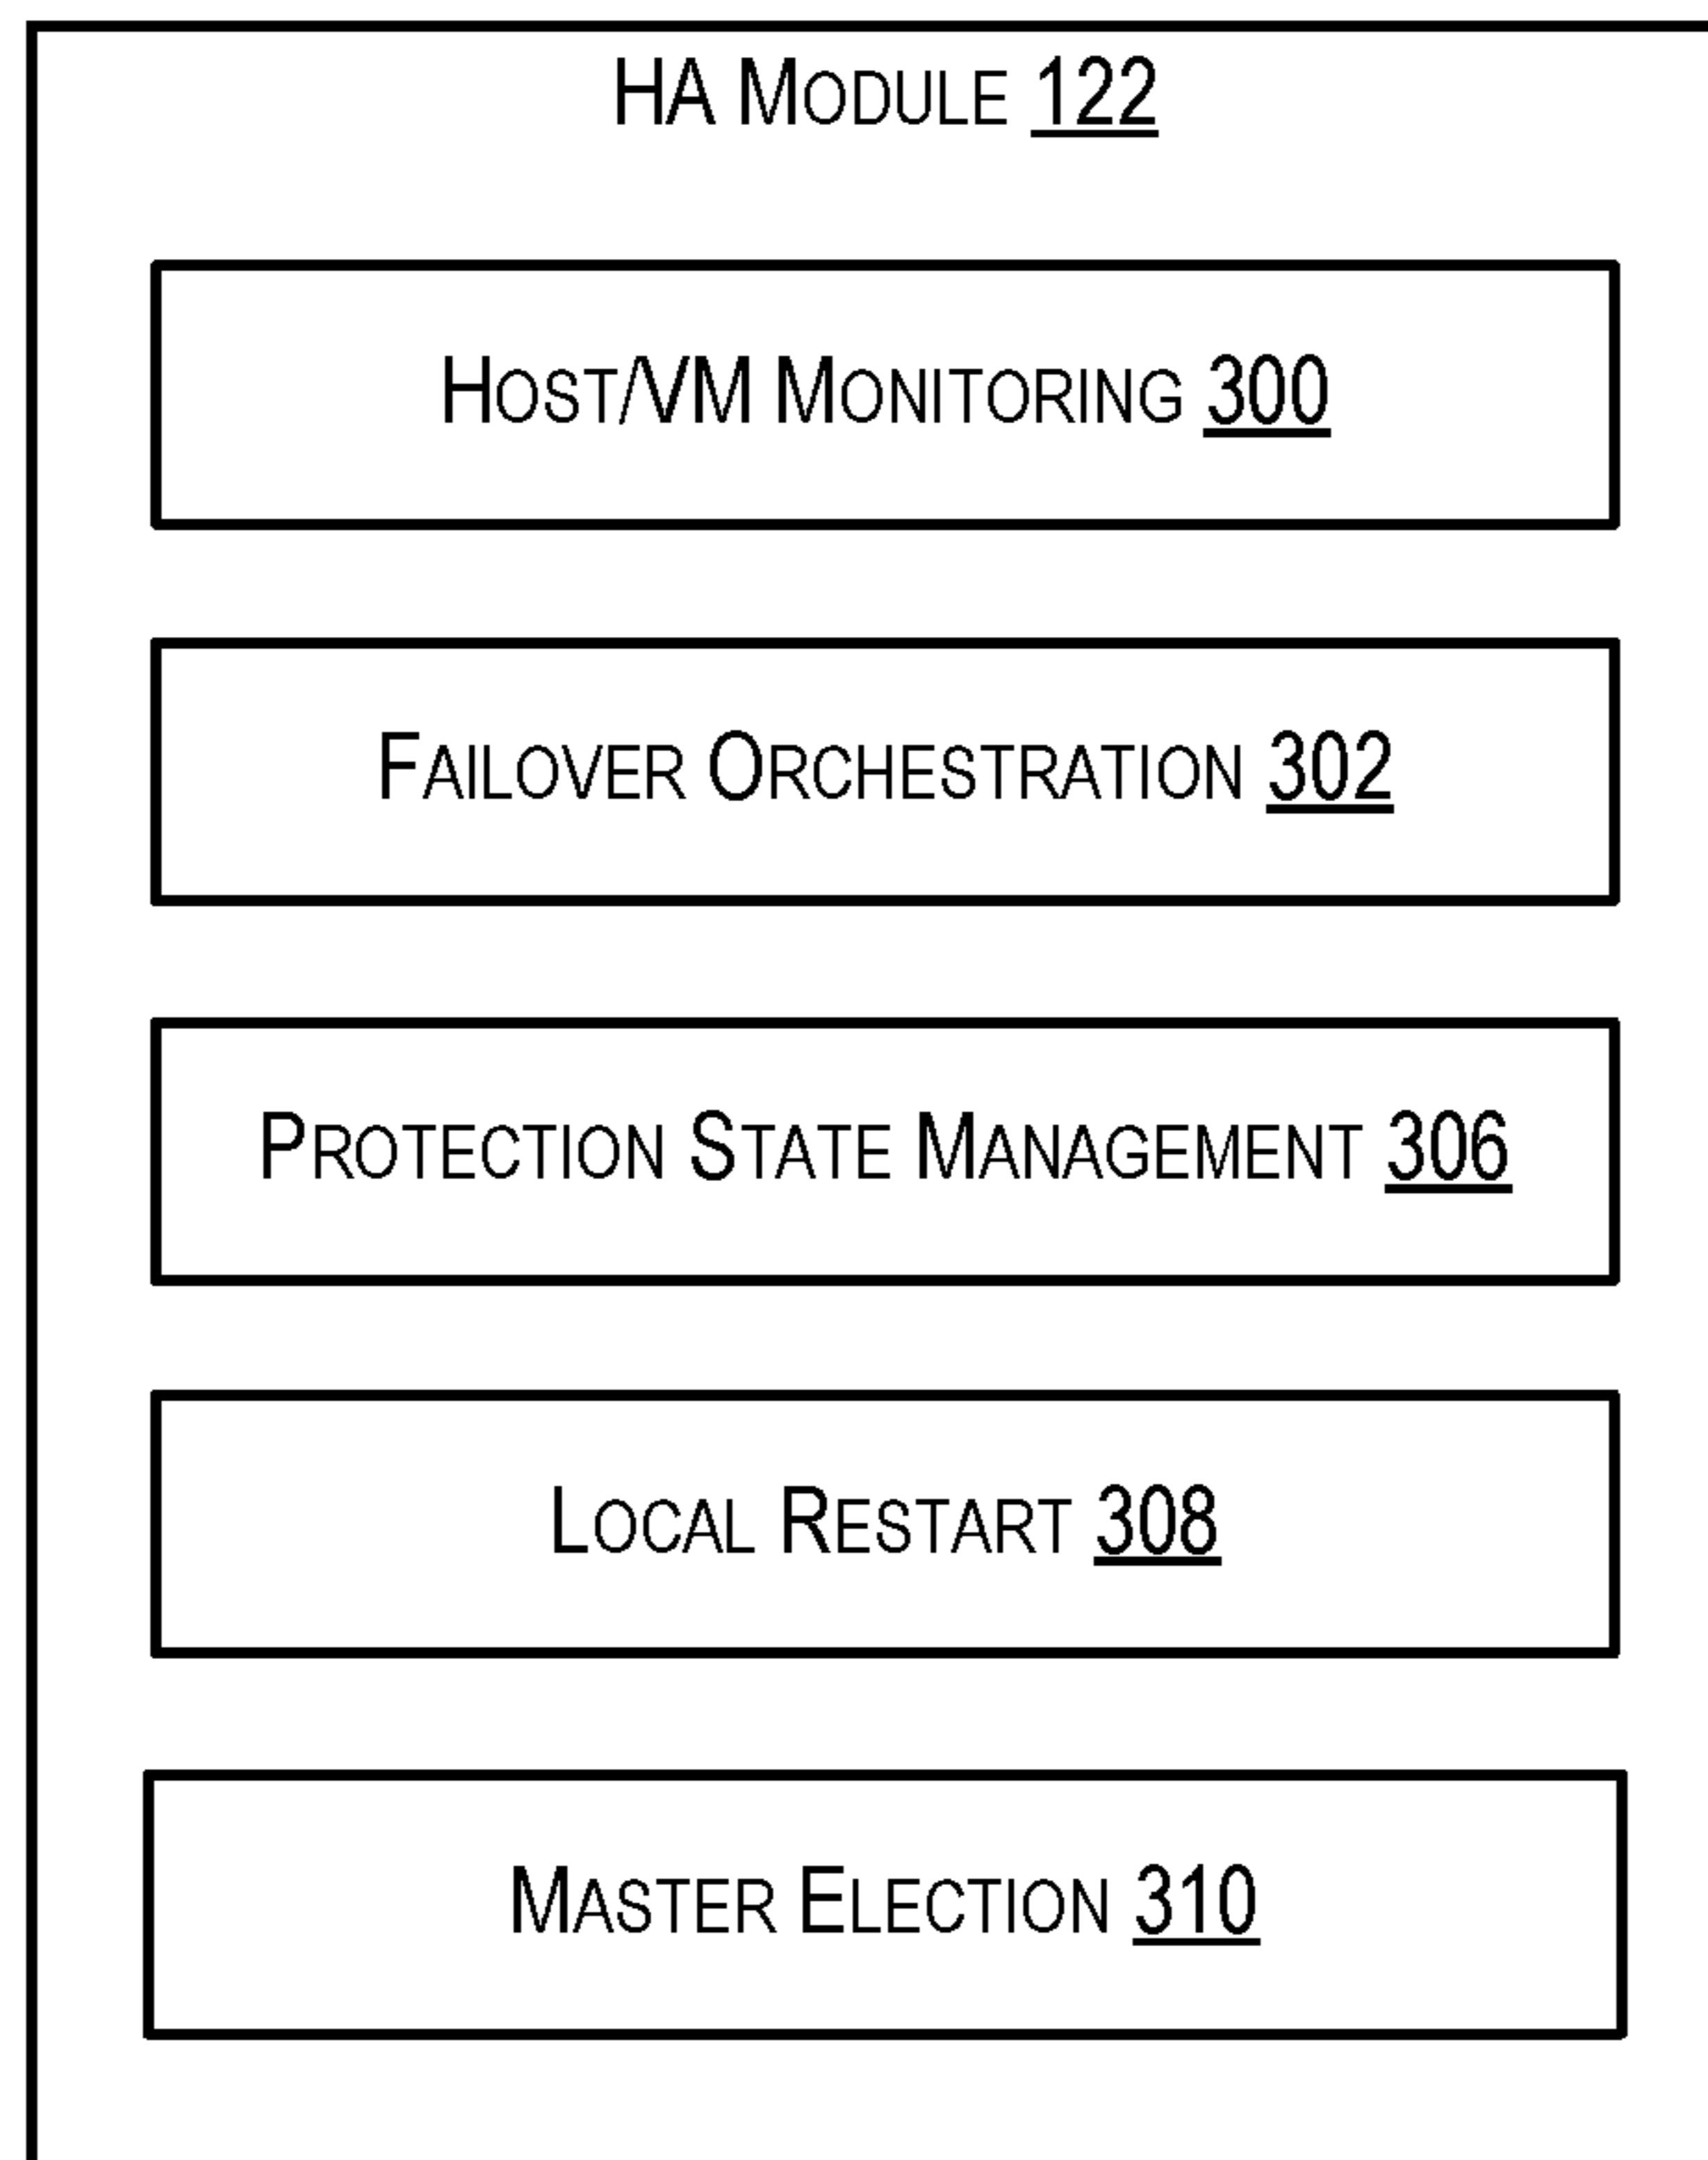 HA MODULE 122
HOST/VM MONITORING 300
FAILOVER ORCHESTRATION 302
PROTECTION STATE MANAGEMENT 306
LOCAL RESTART 308
MASTER ELECTION 310